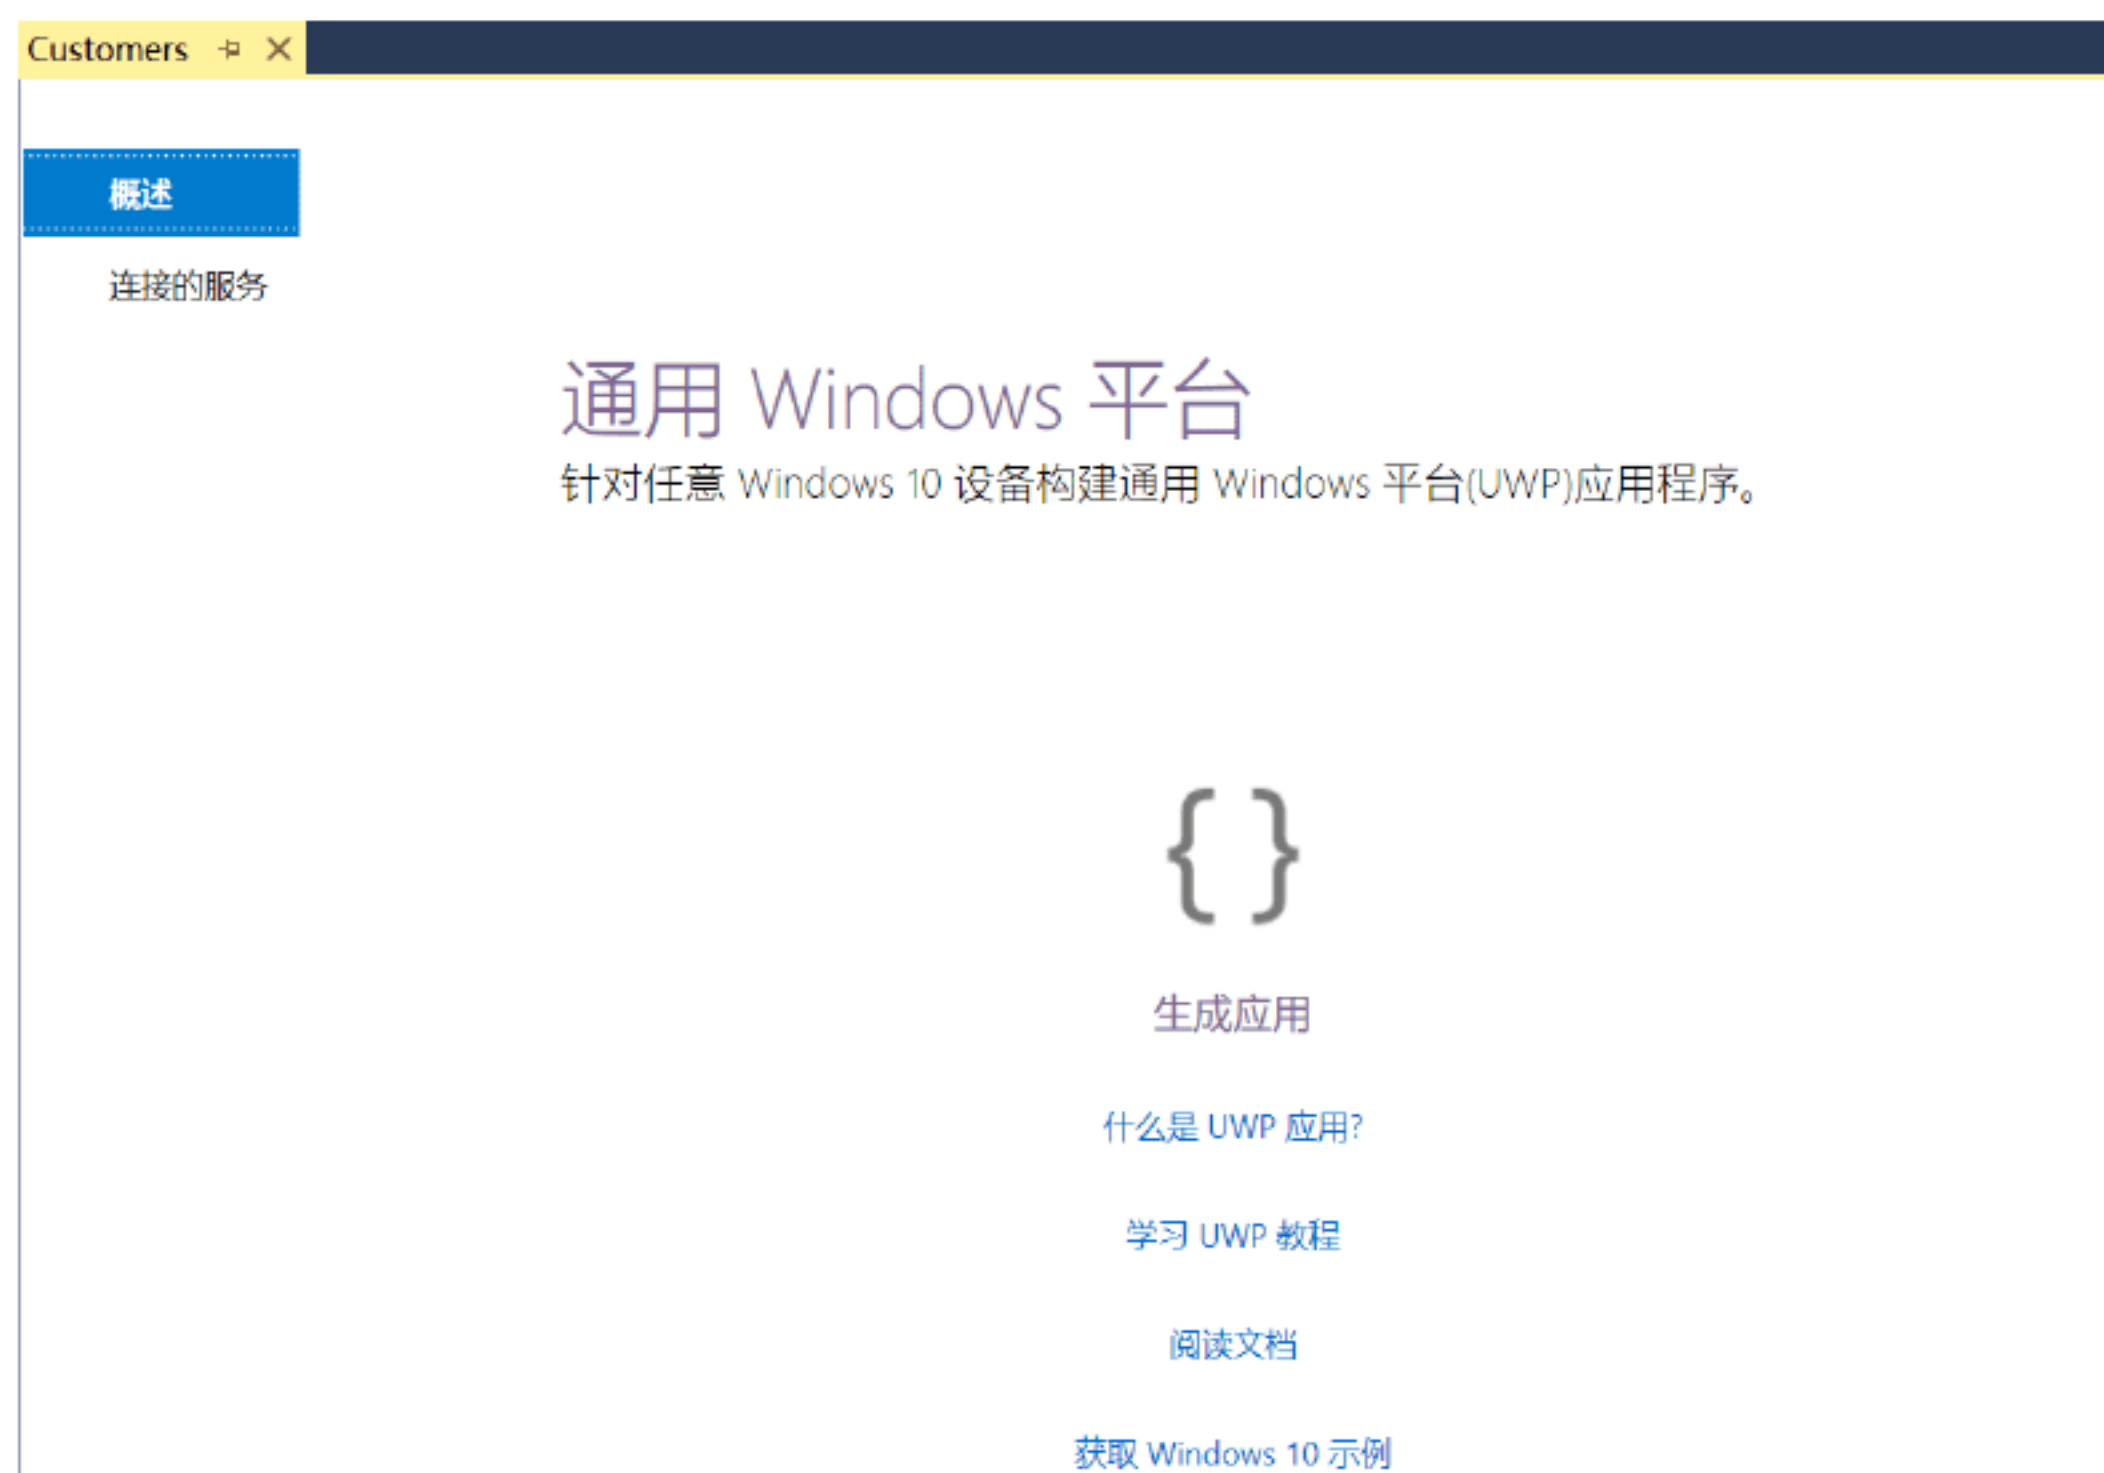 Customers
概述
连接的服务
通用 Windows 平台
针对任意 Windows 10 设备构建通用 Windows 平台(UWP)应用程序。
{ }
生成应用
什么是 UWP 应用?
学习 UWP 教程
阅读文档
获取 Windows 10 示例